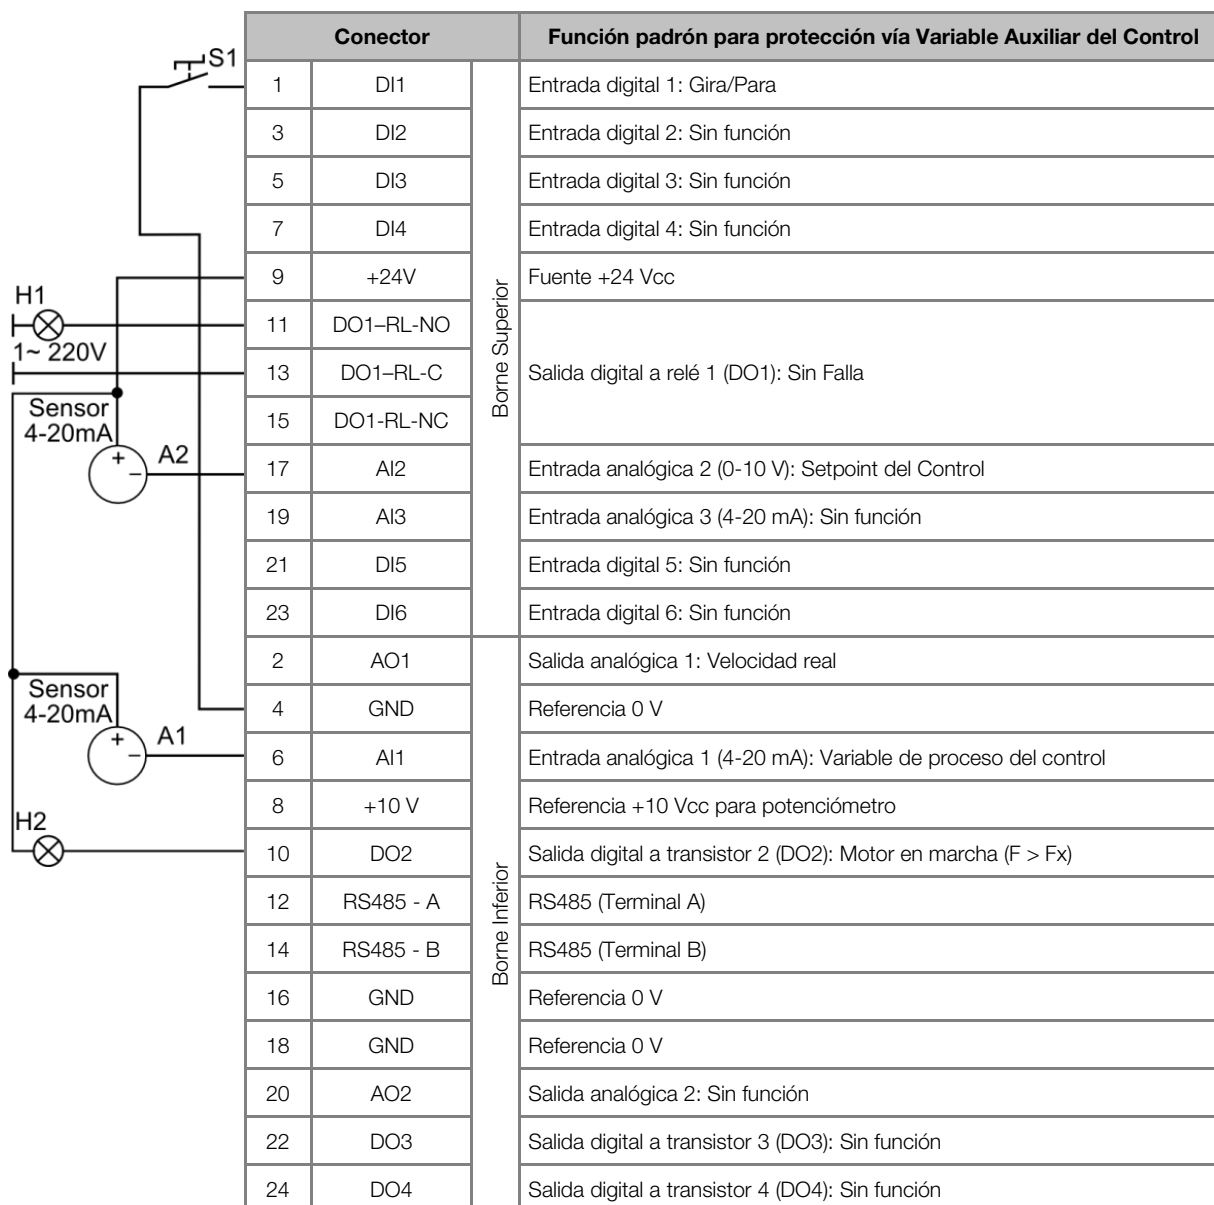 Conector Función padrón para protección vía Variable Auxiliar del Control
S1
1 DI1 Entrada digital 1: Gira/Para
3 DI2 Entrada digital 2: Sin función
5 DI3 Entrada digital 3: Sin función
7 DI4 Entrada digital 4: Sin función
9 +24V Fuente +24 Vcc
H1
11 DO1–RL-NO
1~ 220V
13 DO1–RL-C Salida digital a relé 1 (DO1): Sin Falla
15 DO1-RL-NC
Sensor
4-20mA
+ − A2
17 AI2 Entrada analógica 2 (0-10 V): Setpoint del Control
19 AI3 Entrada analógica 3 (4-20 mA): Sin función
21 DI5 Entrada digital 5: Sin función
23 DI6 Entrada digital 6: Sin función
Borne Superior
2 AO1 Salida analógica 1: Velocidad real
Sensor
4-20mA
4 GND Referencia 0 V
+ − A1
6 AI1 Entrada analógica 1 (4-20 mA): Variable de proceso del control
8 +10 V Referencia +10 Vcc para potenciómetro
H2
10 DO2 Salida digital a transistor 2 (DO2): Motor en marcha (F > Fx)
12 RS485 - A RS485 (Terminal A)
14 RS485 - B RS485 (Terminal B)
16 GND Referencia 0 V
18 GND Referencia 0 V
20 AO2 Salida analógica 2: Sin función
22 DO3 Salida digital a transistor 3 (DO3): Sin función
24 DO4 Salida digital a transistor 4 (DO4): Sin función
Borne Inferior